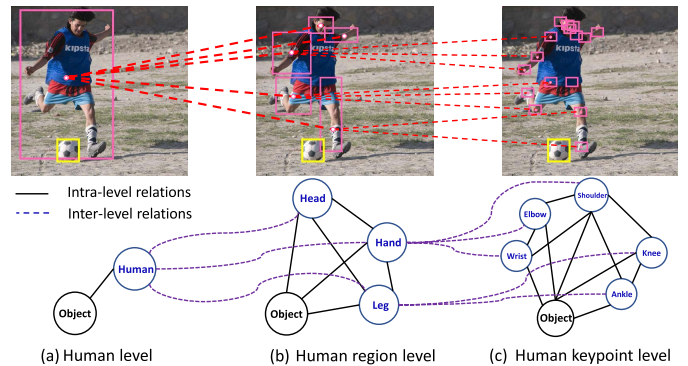 KIPSTA
KIPSTA
KIPSTA
Intra-level relations
Inter-level relations
Human
Object
Head
Hand
Leg
Object
Shoulder
Elbow
Wrist
Knee
Ankle
Object
(a) Human level
(b) Human region level
(c) Human keypoint level